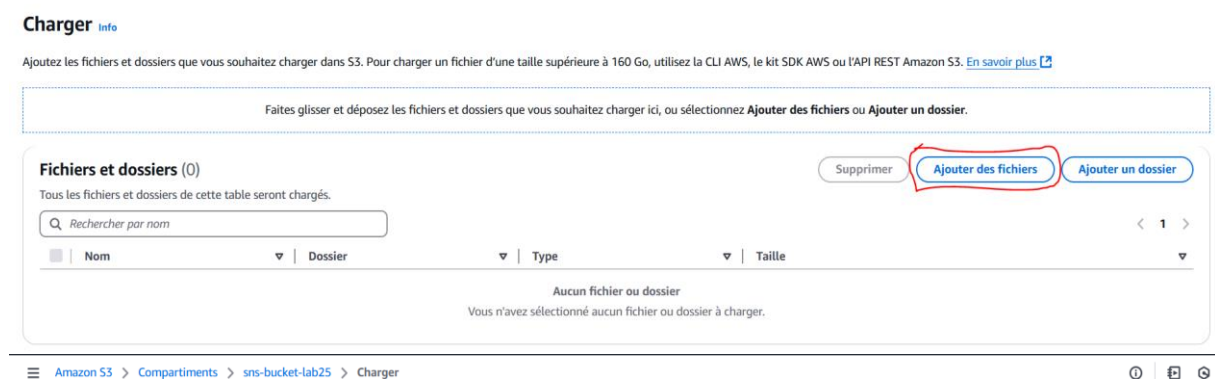 Charger Info
Ajoutez les fichiers et dossiers que vous souhaitez charger dans S3. Pour charger un fichier d'une taille supérieure à 160 Go, utilisez la CLI AWS, le kit SDK AWS ou l'API REST Amazon S3. En savoir plus
Faites glisser et déposez les fichiers et dossiers que vous souhaitez charger ici, ou sélectionnez Ajouter des fichiers ou Ajouter un dossier.
Fichiers et dossiers (0) Supprimer Ajouter des fichiers Ajouter un dossier
Tous les fichiers et dossiers de cette table seront chargés.
Rechercher par nom < 1 >
Nom Dossier Type Taille
Aucun fichier ou dossier
Vous n'avez sélectionné aucun fichier ou dossier à charger.
Amazon S3 > Compartiments > sns-bucket-lab25 > Charger